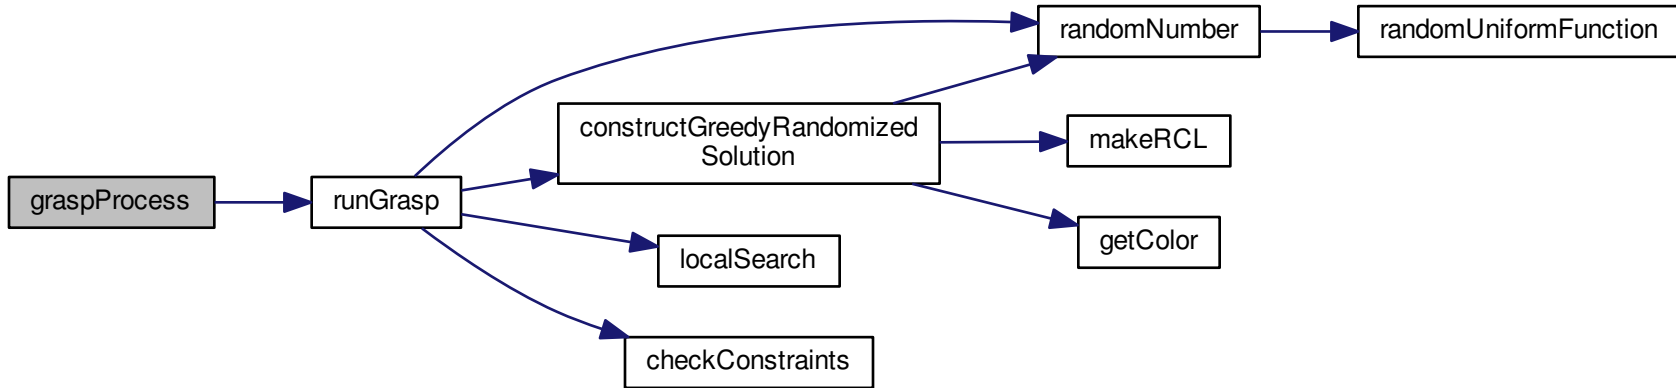 graspProcess
runGrasp
constructGreedyRandomized
Solution
localSearch
checkConstraints
randomNumber
makeRCL
getColor
randomUniformFunction